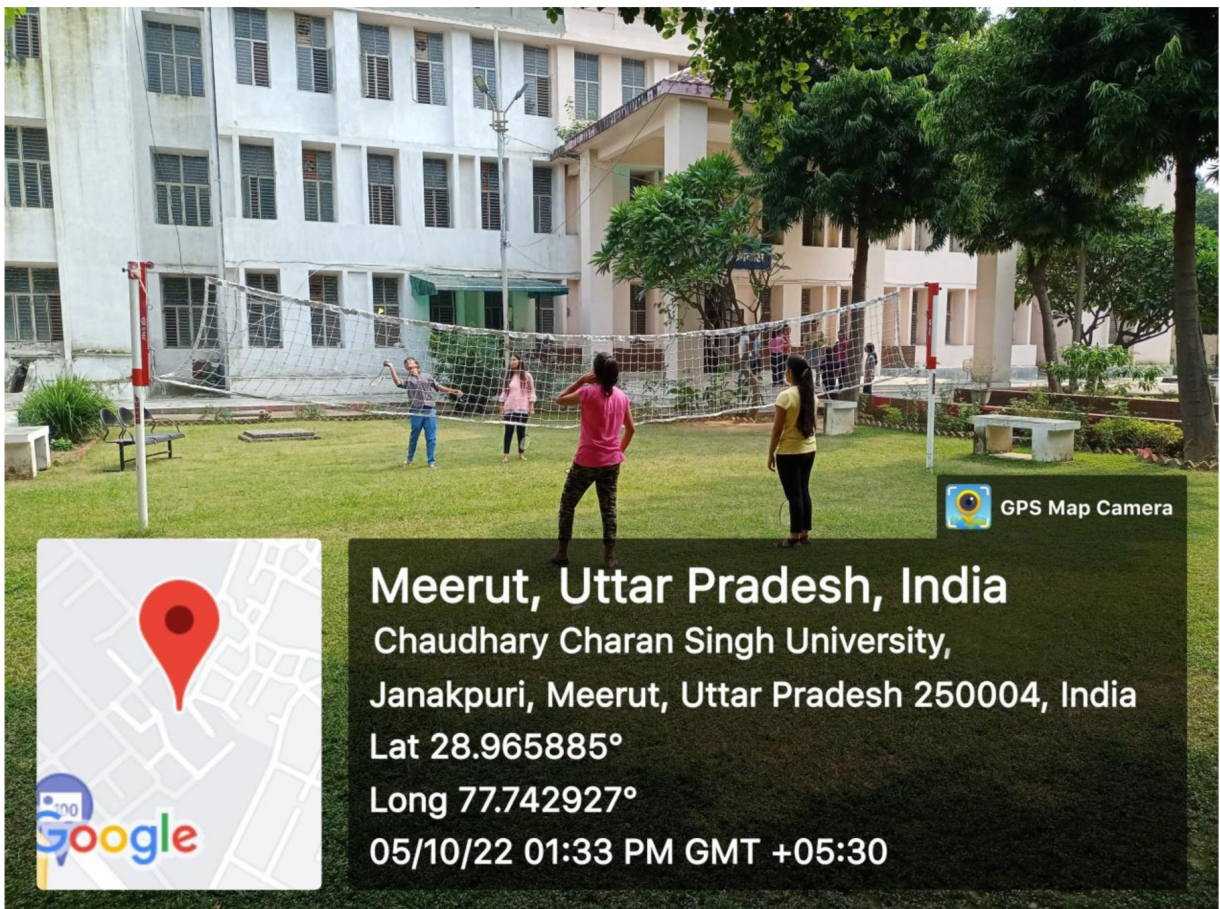 GPS Map Camera
Meerut, Uttar Pradesh, India
Chaudhary Charan Singh University,
Janakpuri, Meerut, Uttar Pradesh 250004, India
Lat 28.965885°
Long 77.742927°
05/10/22 01:33 PM GMT +05:30
Google